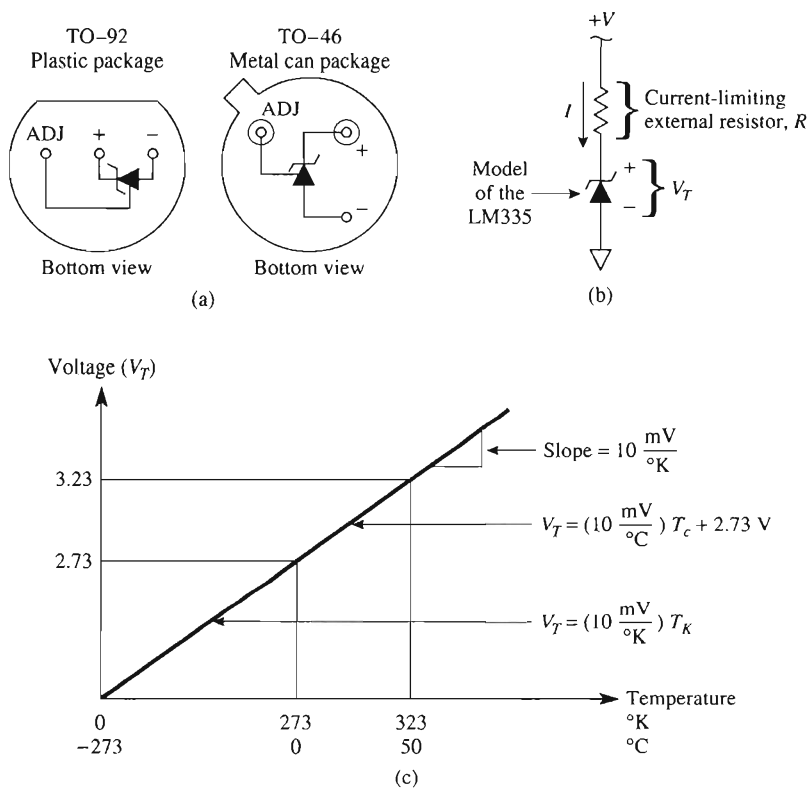 TO–92
Plastic package
ADJ
+
–
Bottom view
TO–46
Metal can package
ADJ
+
–
Bottom view
(a)
+V
I
Current-limiting
external resistor, R
Model
of the
LM335
+
–
V_T
(b)
Voltage (V_T)
3.23
2.73
Slope = 10 mV/°K
V_T = (10 mV/°C) T_c + 2.73 V
V_T = (10 mV/°K) T_K
Temperature
0 273 323 °K
–273 0 50 °C
(c)